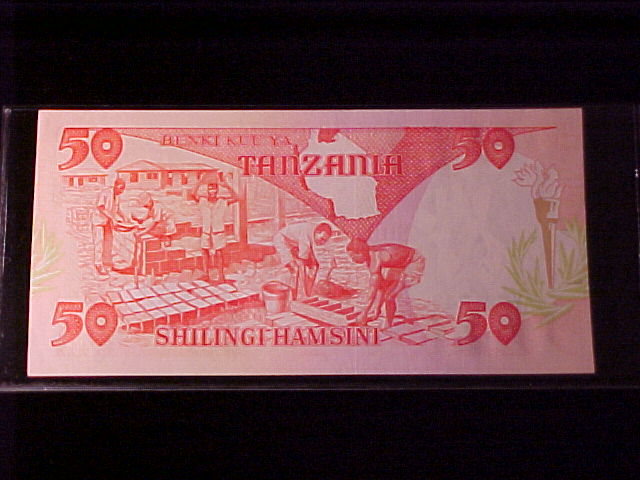 50 50
BENKI KUU YA
TANZANIA
50 SHILINGI HAMSINI 50